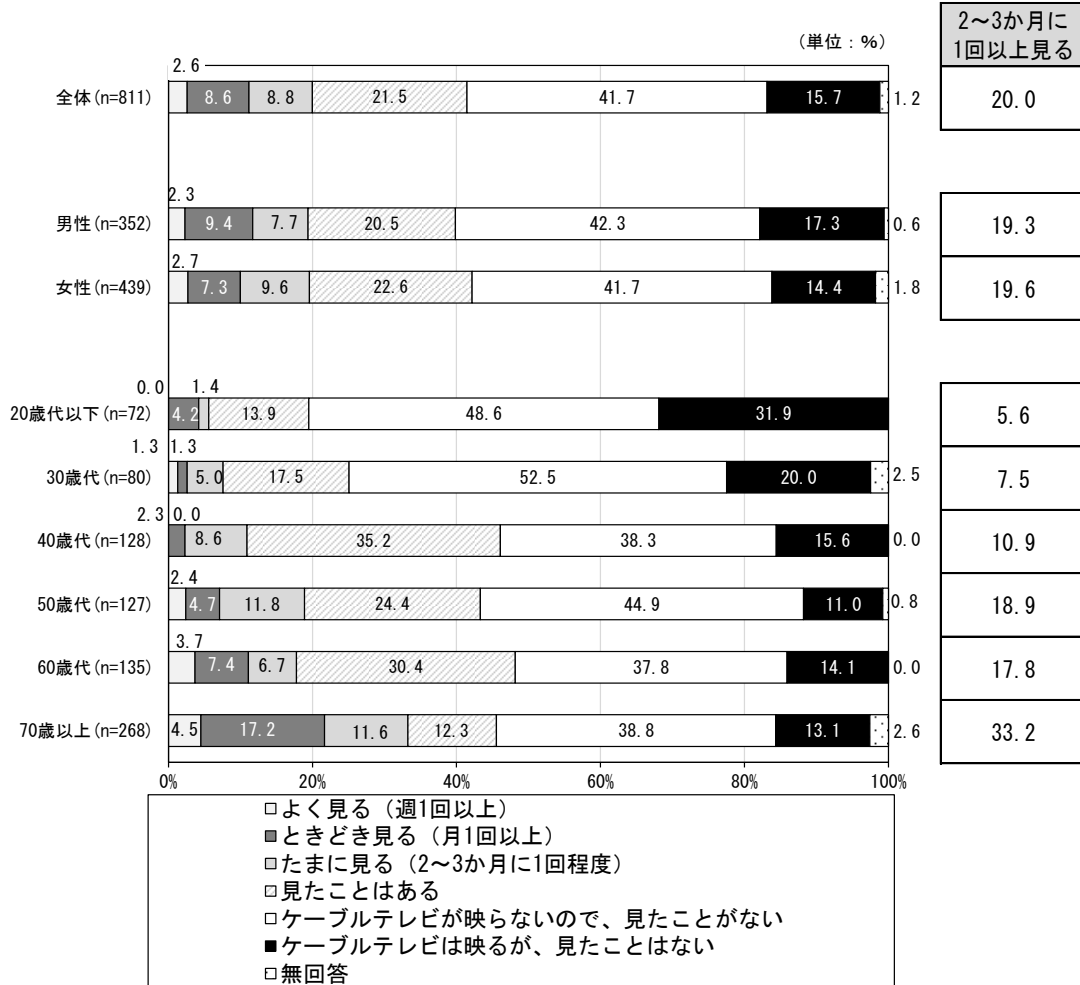 (単位：%)
2～3か月に
1回以上見る
2.6
全体(n=811) 8.6 8.8 21.5 41.7 15.7 1.2 20.0
2.3
男性(n=352) 9.4 7.7 20.5 42.3 17.3 0.6 19.3
2.7
女性(n=439) 7.3 9.6 22.6 41.7 14.4 1.8 19.6
0.0 1.4
20歳代以下(n=72) 4.2 13.9 48.6 31.9 5.6
1.3 1.3
30歳代(n=80) 5.0 17.5 52.5 20.0 2.5 7.5
2.3 0.0
40歳代(n=128) 8.6 35.2 38.3 15.6 0.0 10.9
2.4
50歳代(n=127) 4.7 11.8 24.4 44.9 11.0 0.8 18.9
3.7
60歳代(n=135) 7.4 6.7 30.4 37.8 14.1 0.0 17.8
70歳以上(n=268) 4.5 17.2 11.6 12.3 38.8 13.1 2.6 33.2
0% 20% 40% 60% 80% 100%
よく見る（週1回以上）
ときどき見る（月1回以上）
たまに見る（2～3か月に1回程度）
見たことはある
ケーブルテレビが映らないので、見たことがない
ケーブルテレビは映るが、見たことはない
無回答